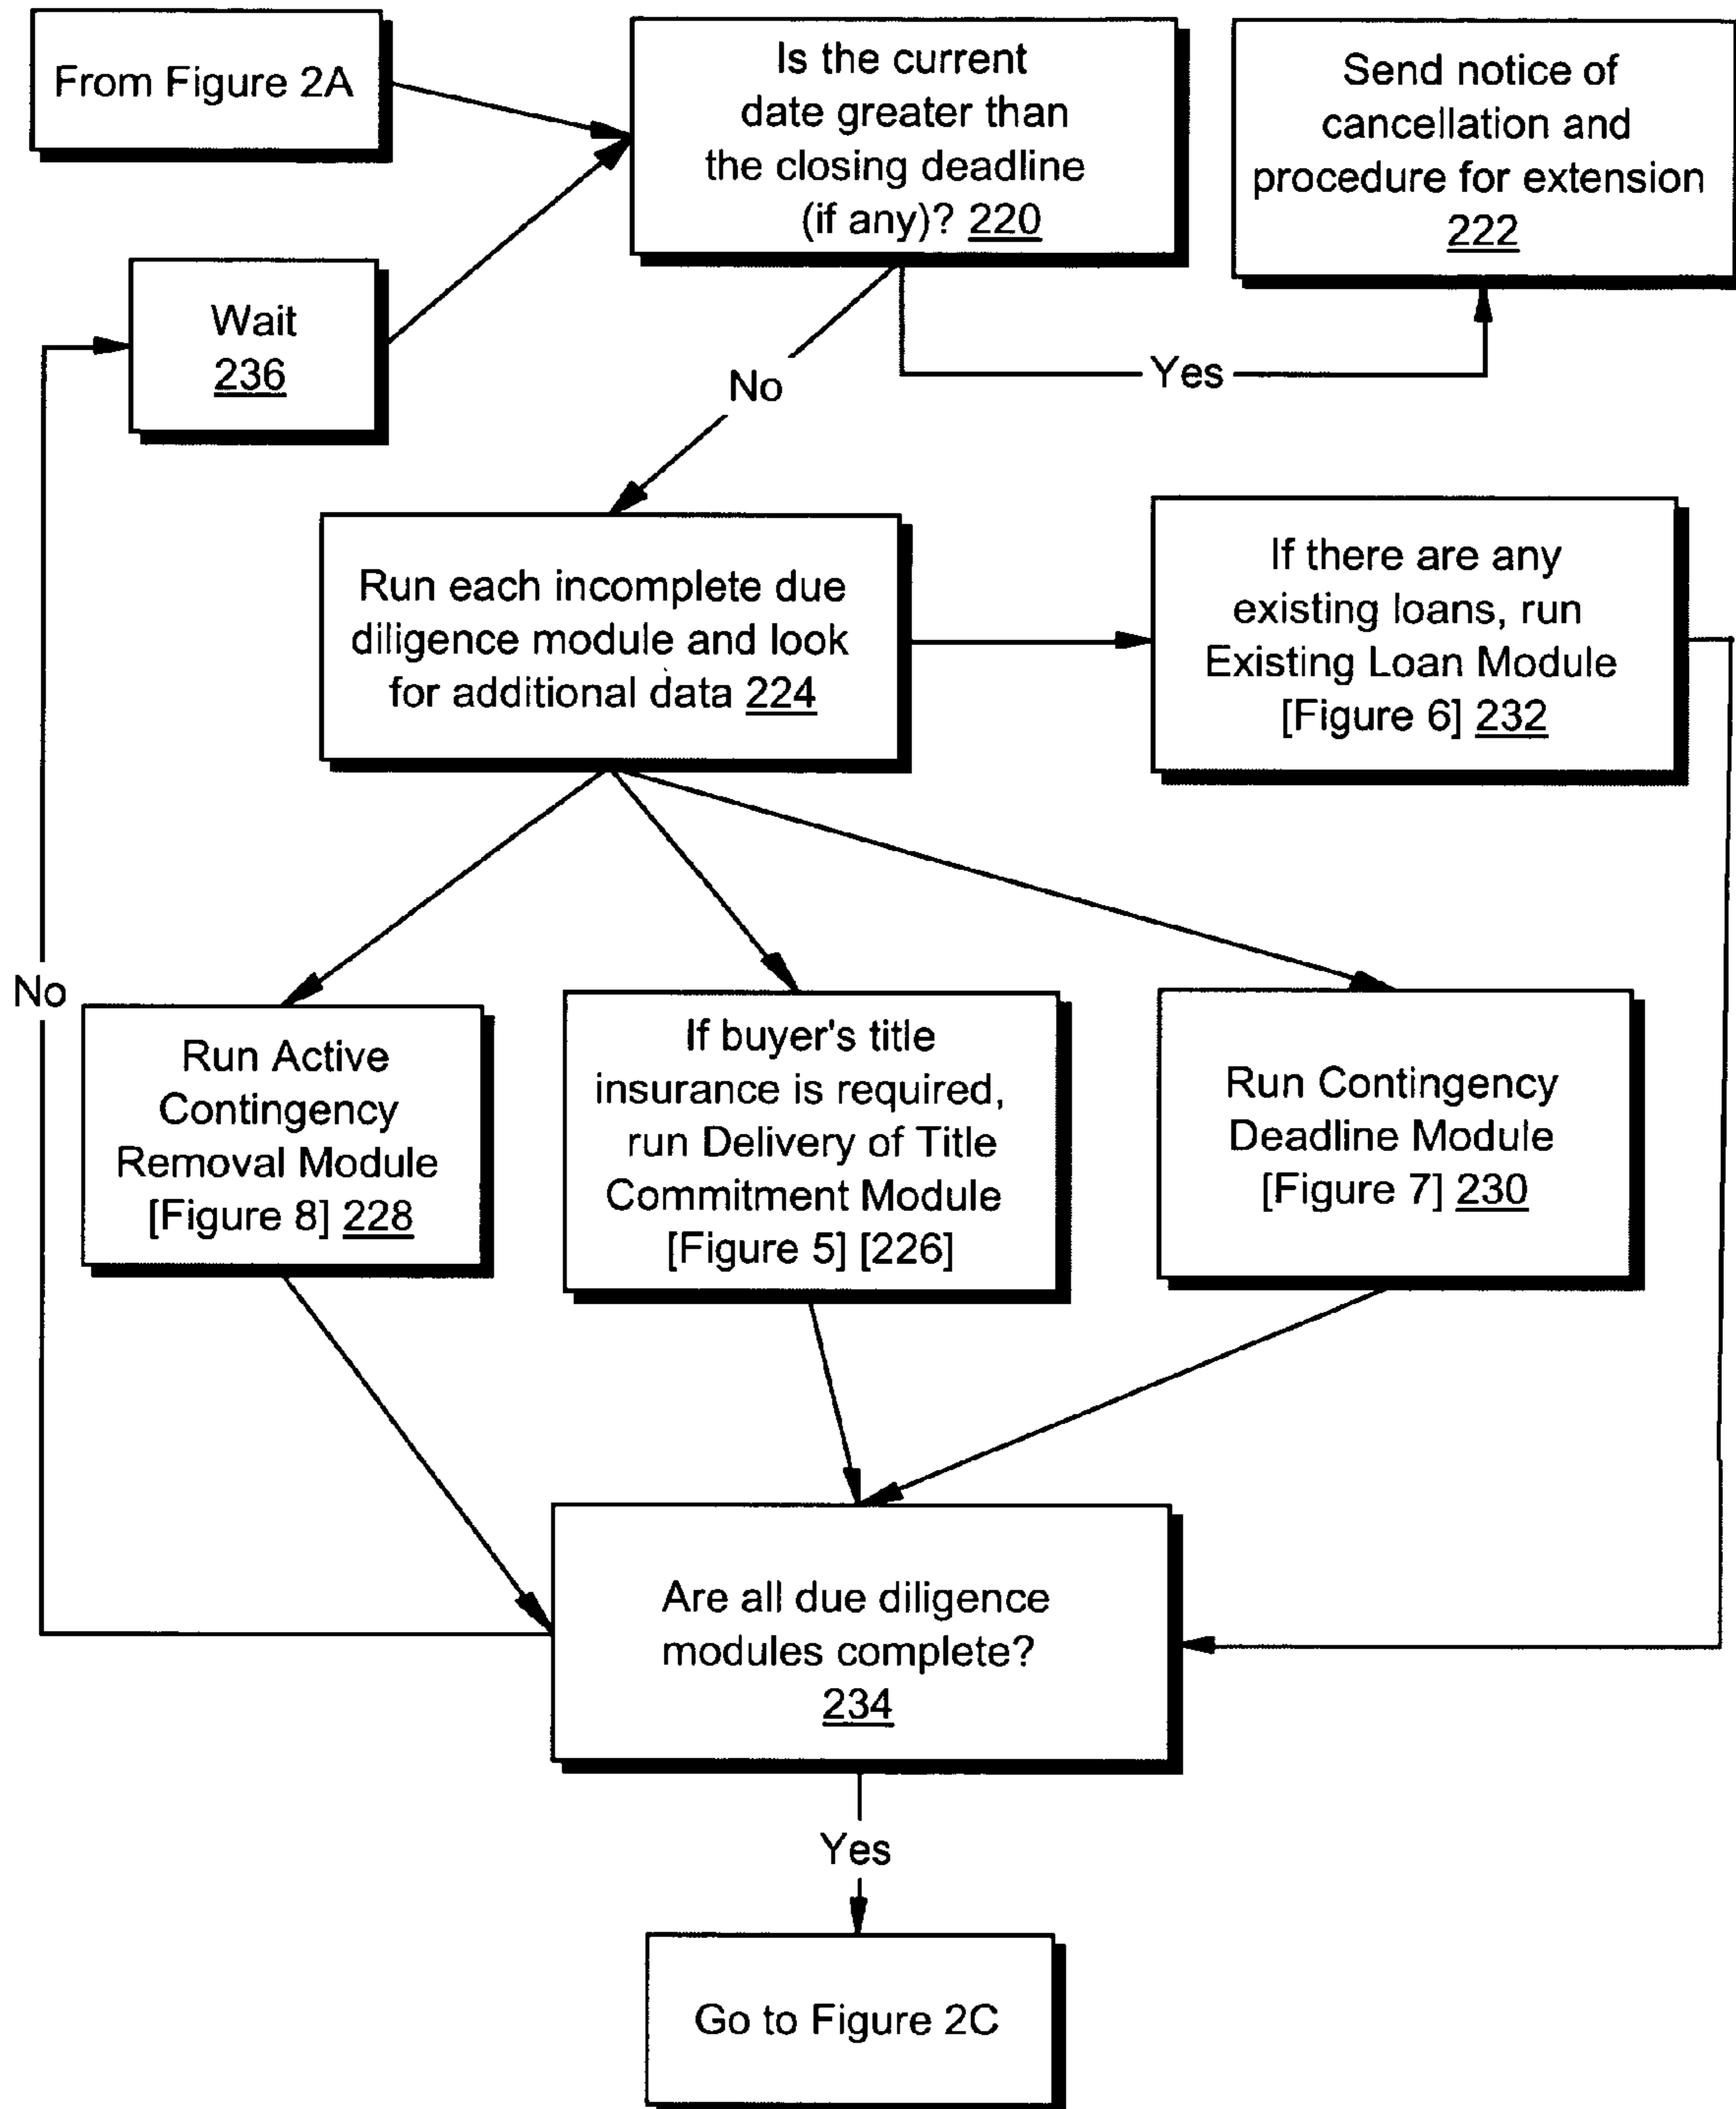 From Figure 2A
Is the current
date greater than
the closing deadline
(if any)? 220
Send notice of
cancellation and
procedure for extension
222
Wait
236
No
Yes
Run each incomplete due
diligence module and look
for additional data 224
If there are any
existing loans, run
Existing Loan Module
[Figure 6] 232
No
Run Active
Contingency
Removal Module
[Figure 8] 228
If buyer's title
insurance is required,
run Delivery of Title
Commitment Module
[Figure 5] [226]
Run Contingency
Deadline Module
[Figure 7] 230
Are all due diligence
modules complete?
234
Yes
Go to Figure 2C